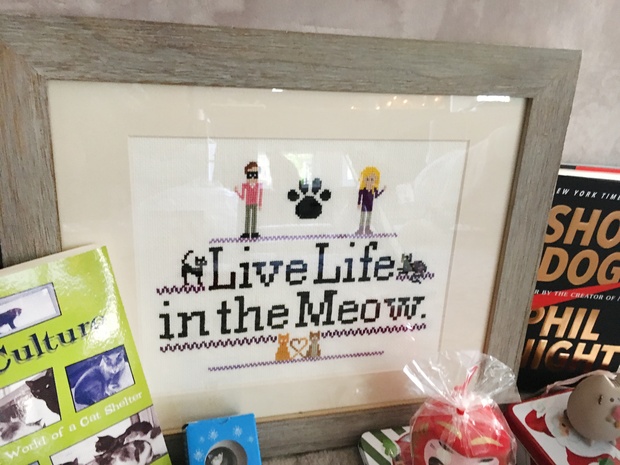 Live Life
in the Meow.
Culture
World of a Cat Shelter
NEW YORK TIME
SHO
DOG
BY THE CREATOR OF
PHIL
NIGHT